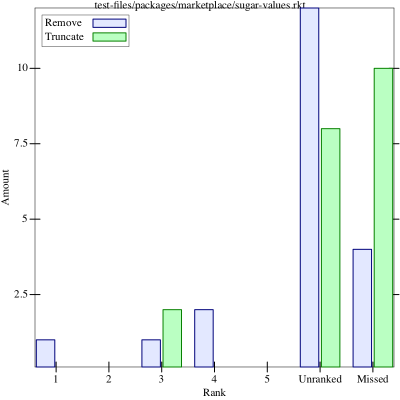 test-files/packages/marketplace/sugar-values.rkt
Remove
Truncate
10
7.5
5
2.5
Amount
1 2 3 4 5 Unranked Missed
Rank